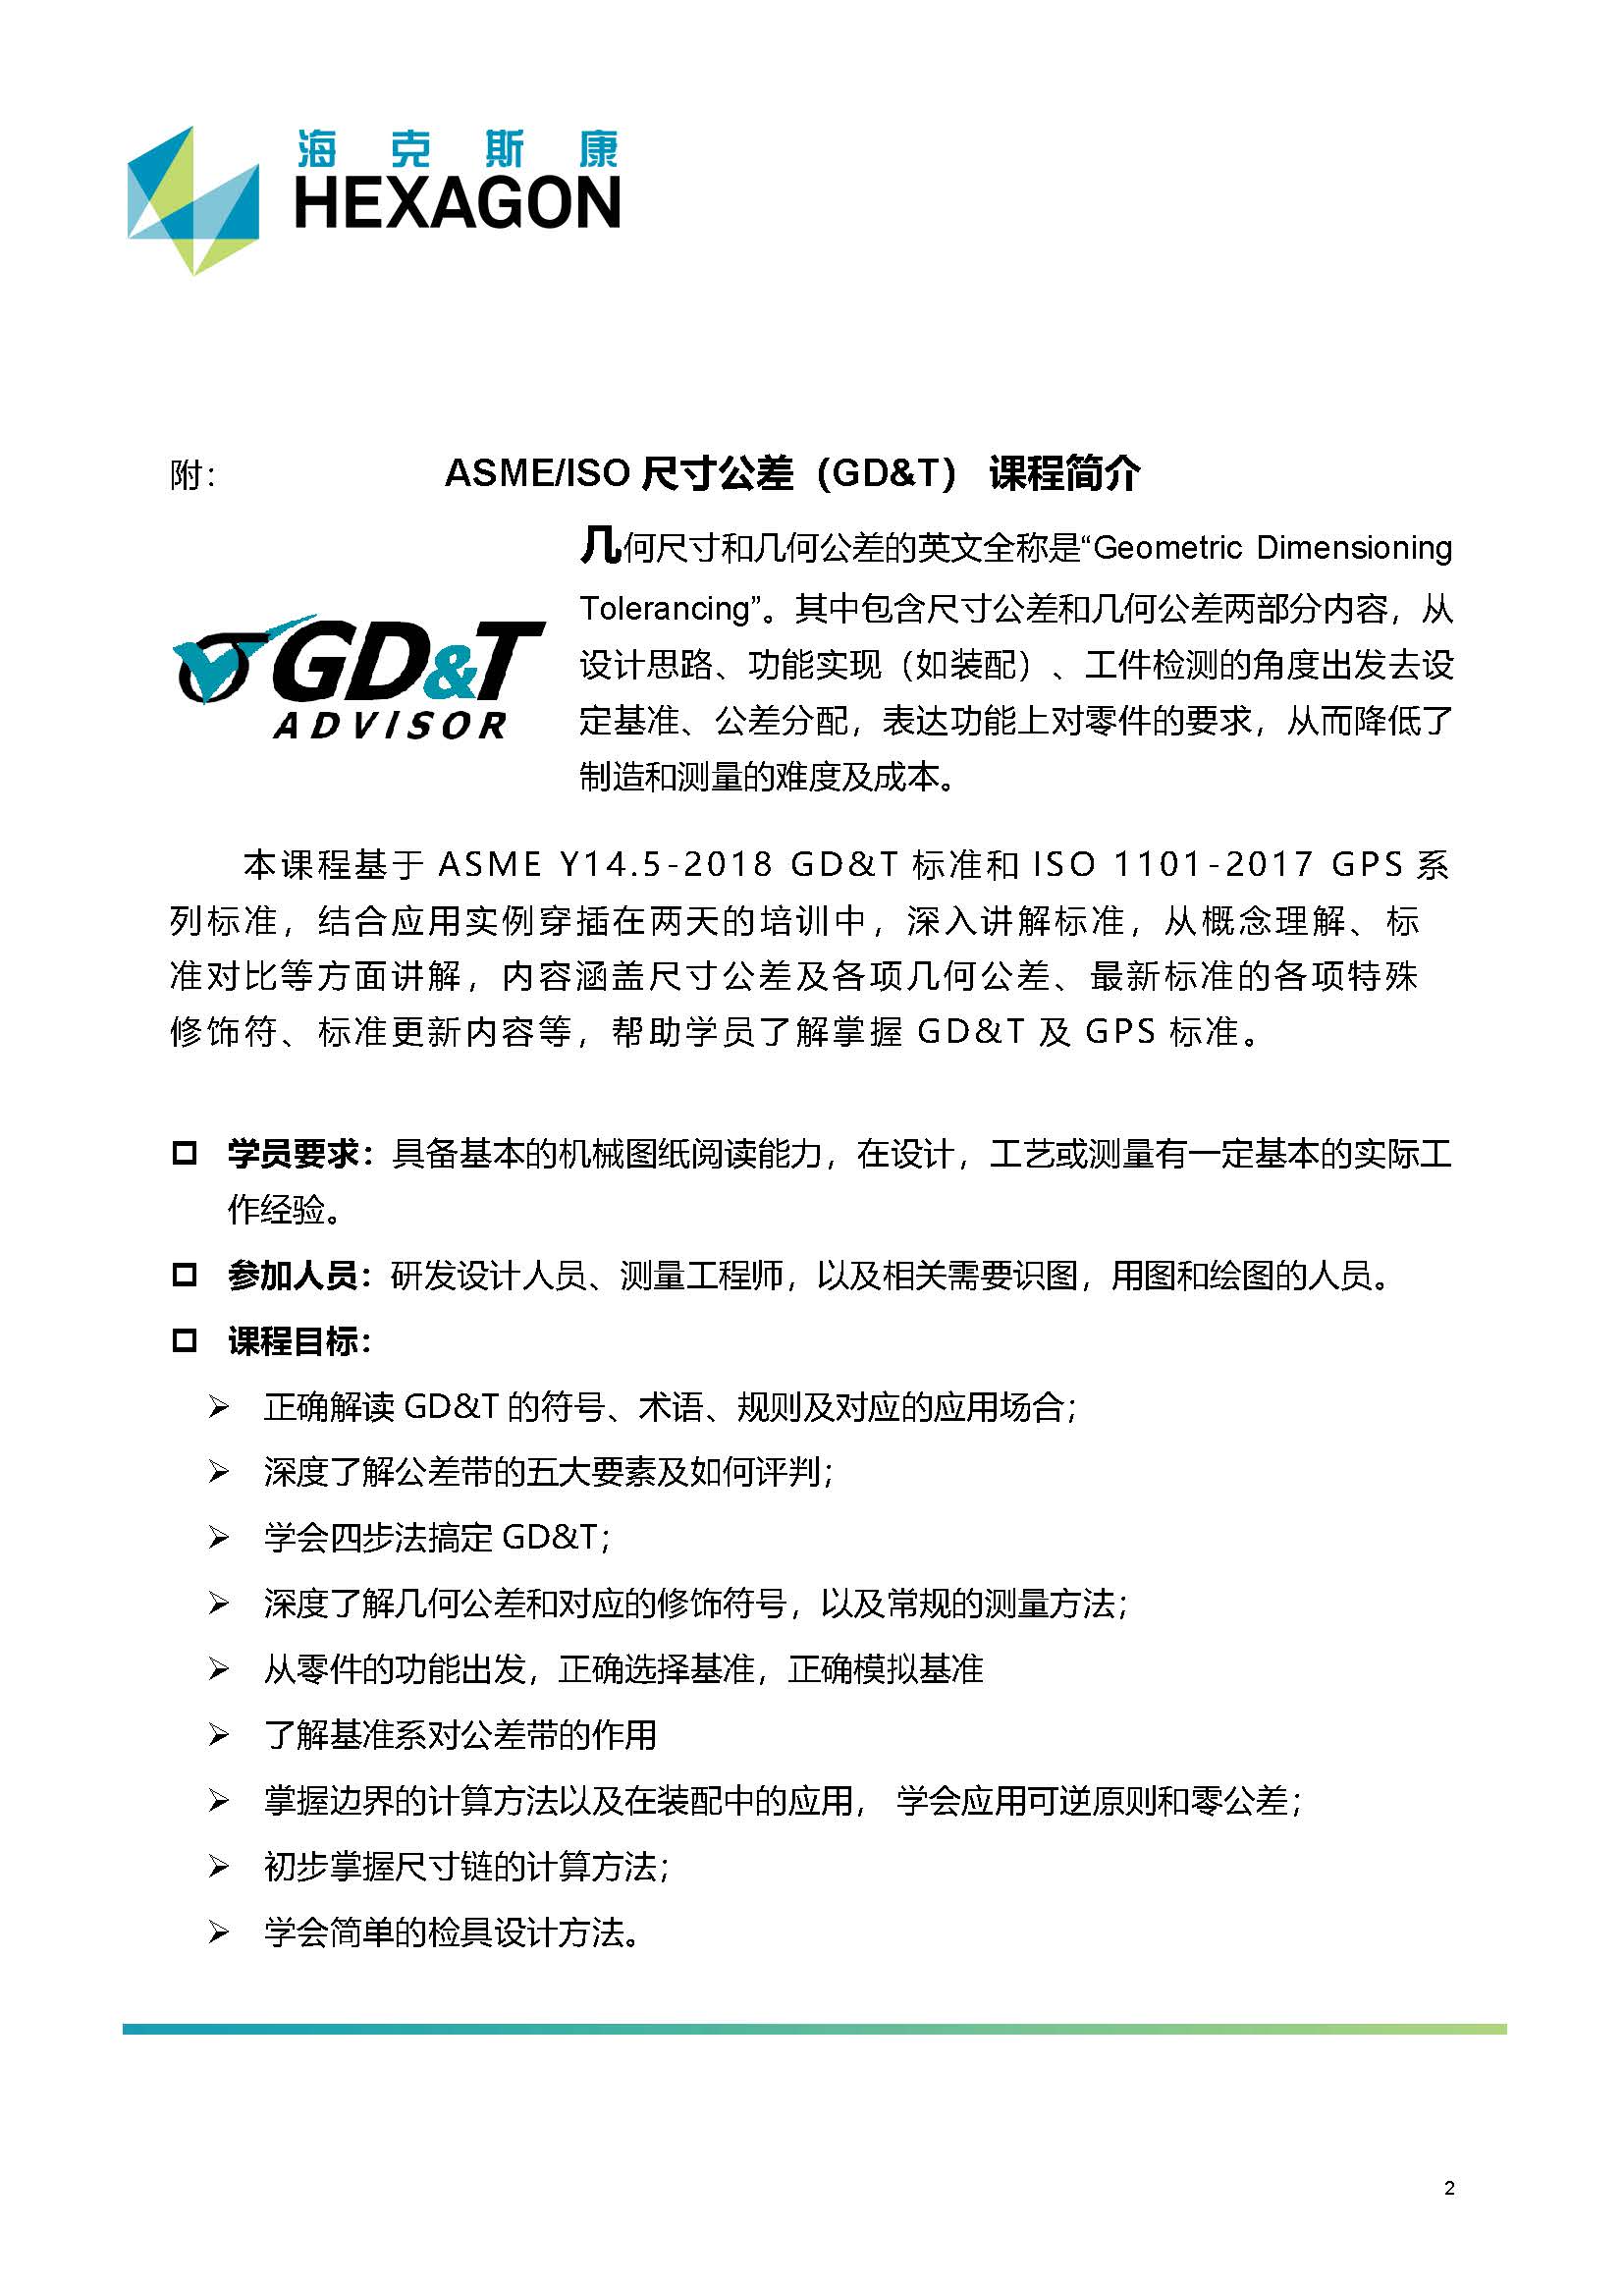 海克斯康
HEXAGON
附：
ASME/ISO 尺寸公差（GD&T） 课程简介
几何尺寸和几何公差的英文全称是“Geometric Dimensioning
Tolerancing”。其中包含尺寸公差和几何公差两部分内容，从
设计思路、功能实现（如装配）、工件检测的角度出发去设
定基准、公差分配，表达功能上对零件的要求，从而降低了
制造和测量的难度及成本。
GD&T
ADVISOR
本课程基于 ASME Y14.5-2018 GD&T 标准和 ISO 1101-2017 GPS 系
列标准，结合应用实例穿插在两天的培训中，深入讲解标准，从概念理解、标
准对比等方面讲解，内容涵盖尺寸公差及各项几何公差、最新标准的各项特殊
修饰符、标准更新内容等，帮助学员了解掌握 GD&T 及 GPS 标准。
学员要求：具备基本的机械图纸阅读能力，在设计，工艺或测量有一定基本的实际工
作经验。
参加人员：研发设计人员、测量工程师，以及相关需要识图，用图和绘图的人员。
课程目标：
➢ 正确解读 GD&T 的符号、术语、规则及对应的应用场合；
➢ 深度了解公差带的五大要素及如何评判；
➢ 学会四步法搞定 GD&T；
➢ 深度了解几何公差和对应的修饰符号，以及常规的测量方法；
➢ 从零件的功能出发，正确选择基准，正确模拟基准
➢ 了解基准系对公差带的作用
➢ 掌握边界的计算方法以及在装配中的应用， 学会应用可逆原则和零公差；
➢ 初步掌握尺寸链的计算方法；
➢ 学会简单的检具设计方法。
2